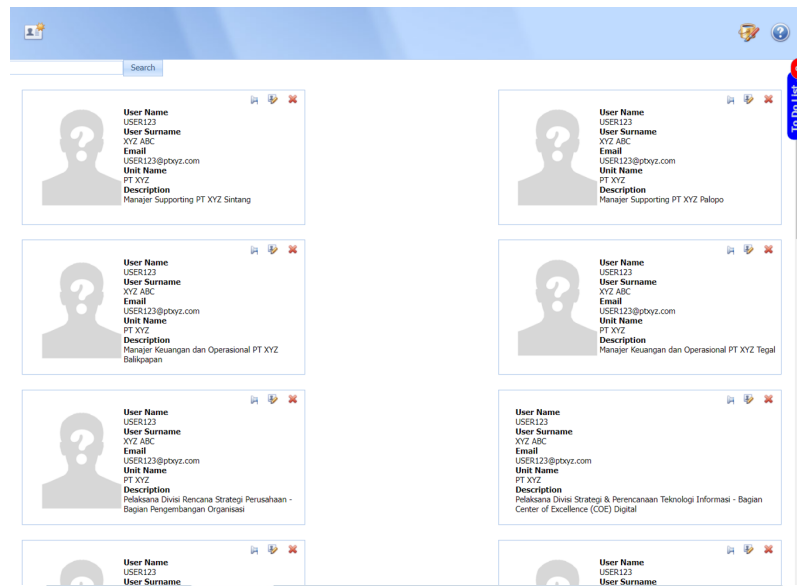 Search
To Do List
User Name
USER123
User Surname
XYZ ABC
Email
USER123@ptxyz.com
Unit Name
PT XYZ
Description
Manajer Supporting PT XYZ Sintang
User Name
USER123
User Surname
XYZ ABC
Email
USER123@ptxyz.com
Unit Name
PT XYZ
Description
Manajer Supporting PT XYZ Palopo
User Name
USER123
User Surname
XYZ ABC
Email
USER123@ptxyz.com
Unit Name
PT XYZ
Description
Manajer Keuangan dan Operasional PT XYZ
Balikpapan
User Name
USER123
User Surname
XYZ ABC
Email
USER123@ptxyz.com
Unit Name
PT XYZ
Description
Manajer Keuangan dan Operasional PT XYZ Tegal
User Name
USER123
User Surname
XYZ ABC
Email
USER123@ptxyz.com
Unit Name
PT XYZ
Description
Pelaksana Divisi Rencana Strategi Perusahaan -
Bagian Pengembangan Organisasi
User Name
USER123
User Surname
XYZ ABC
Email
USER123@ptxyz.com
Unit Name
PT XYZ
Description
Pelaksana Divisi Strategi & Perencanaan Teknologi Informasi - Bagian
Center of Excellence (COE) Digital
User Name
USER123
User Surname
User Name
USER123
User Surname